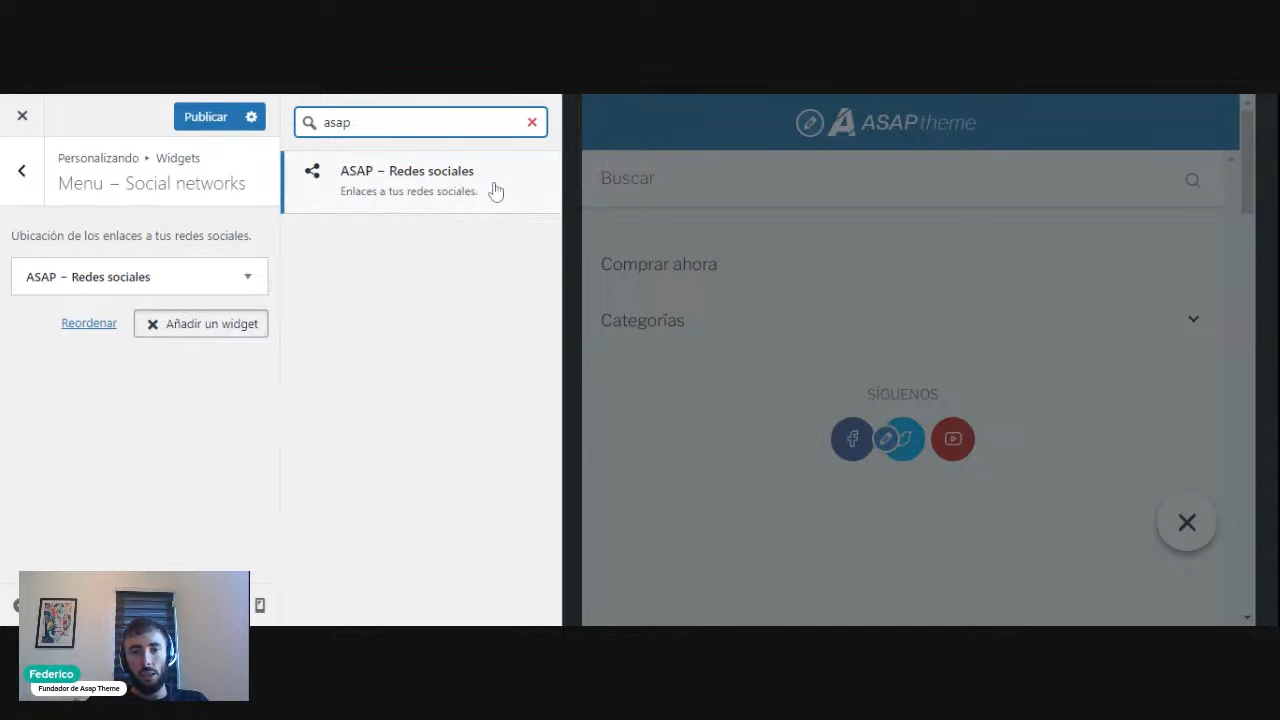 Publicar
Personalizando ▸ Widgets
Menu – Social networks
Ubicación de los enlaces a tus redes sociales.
ASAP – Redes sociales
Reordenar
Añadir un widget
asap
ASAP – Redes sociales
Enlaces a tus redes sociales.
ASAPtheme
Buscar
Comprar ahora
Categorías
SÍGUENOS
Federico
Fundador de Asap Theme